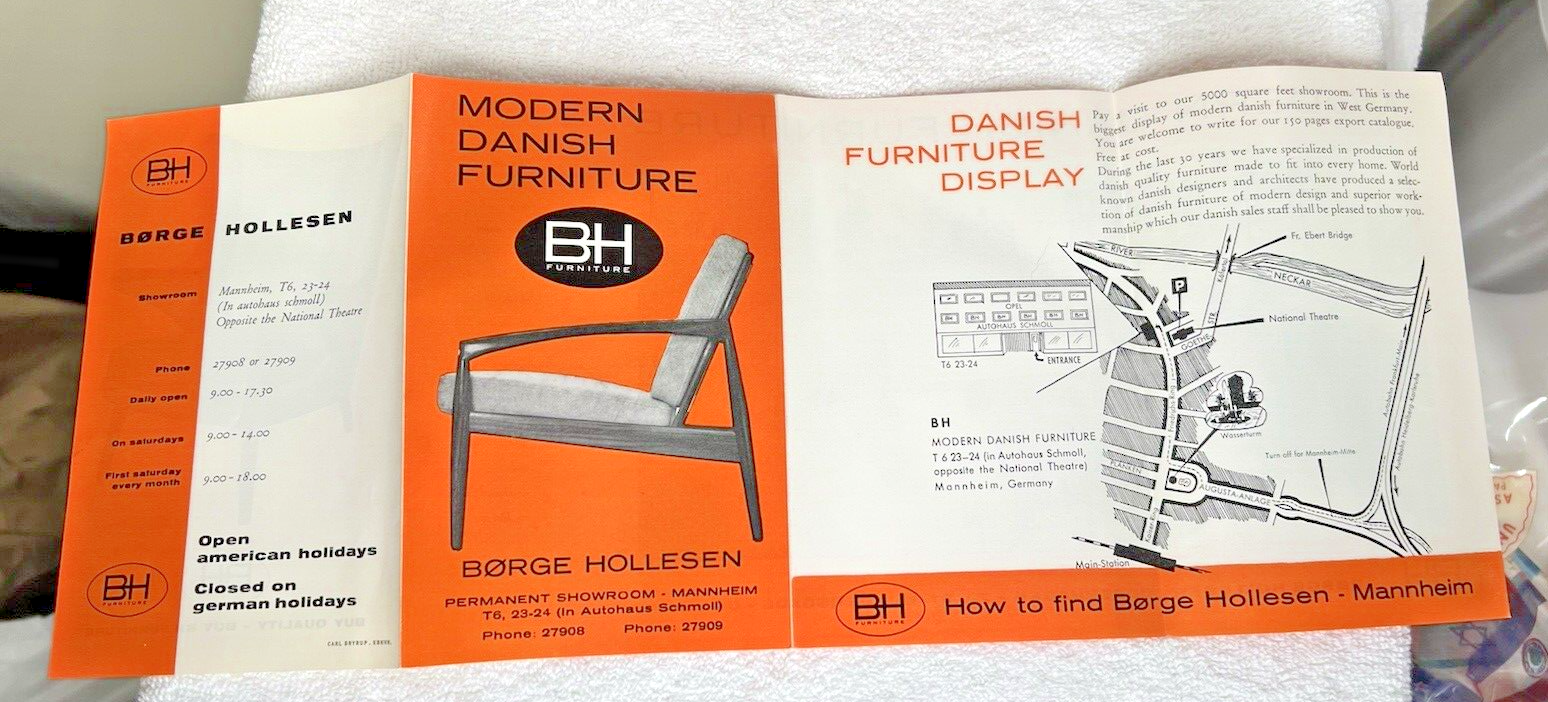 BH
FURNITURE
BØRGE HOLLESEN
Showroom Mannheim, T6, 23-24
(In autohaus schmoll)
Opposite the National Theatre
Phone 27908 or 27909
Daily open 9.00 - 17.30
On saturdays 9.00 - 14.00
First saturday
every month 9.00 - 18.00
Open
american holidays
Closed on
german holidays
BH
FURNITURE
MODERN
DANISH
FURNITURE
BH
FURNITURE
BØRGE HOLLESEN
PERMANENT SHOWROOM - MANNHEIM
T6, 23-24 (In Autohaus Schmoll)
Phone: 27908 Phone: 27909
DANISH
FURNITURE
DISPLAY
Pay a visit to our 5000 square feet showroom. This is the
biggest display of modern danish furniture in West Germany.
You are welcome to write for our 150 pages export catalogue.
Free at cost.
During the last 30 years we have specialized in production of
danish quality furniture made to fit into every home. World
known danish designers and architects have produced a selec-
tion of danish furniture of modern design and superior work-
manship which our danish sales staff shall be pleased to show you.
RIVER
NECKAR
Fr. Ebert Bridge
P
National Theatre
GOETHE STR
OPEL
BH BH BH BH BH BH
AUTOHAUS SCHMOLL
ENTRANCE
T6 23-24
BH
MODERN DANISH FURNITURE
T 6 23–24 (in Autohaus Schmoll,
opposite the National Theatre)
Mannheim, Germany
Wasserturm
PLANKEN
AUGUSTA-ANLAGE
Turn off for Mannheim-Mitte
Main-Station
BH
FURNITURE
How to find Børge Hollesen - Mannheim